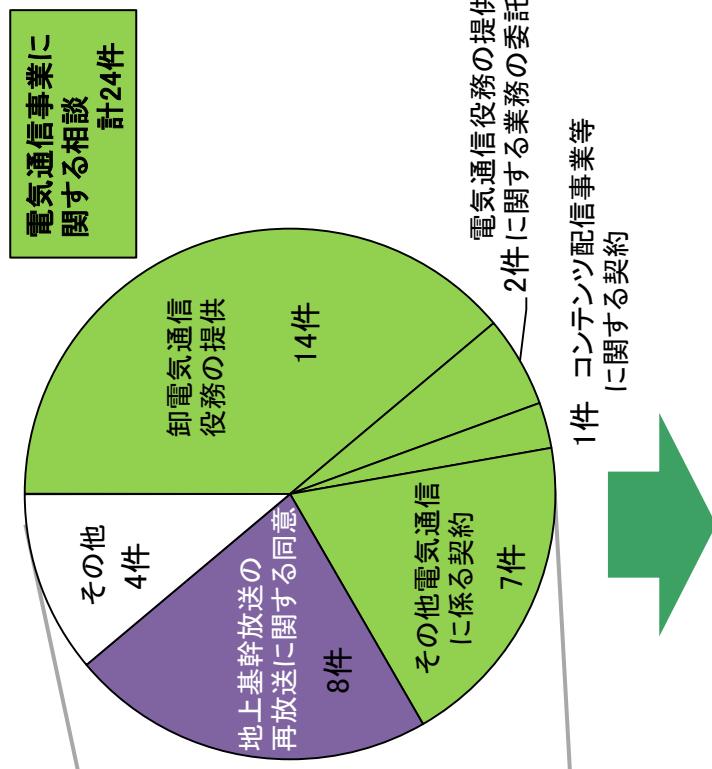 電気通信事業に
関する相談
計24件
卸電気通信
役務の提供
14件
電気通信役務の提供
に関する業務の委託
2件
コンテンツ配信事業等
に関する契約
1件
その他電気通信
に係る契約
7件
地上基幹放送の
再放送に関する同意
8件
その他
4件